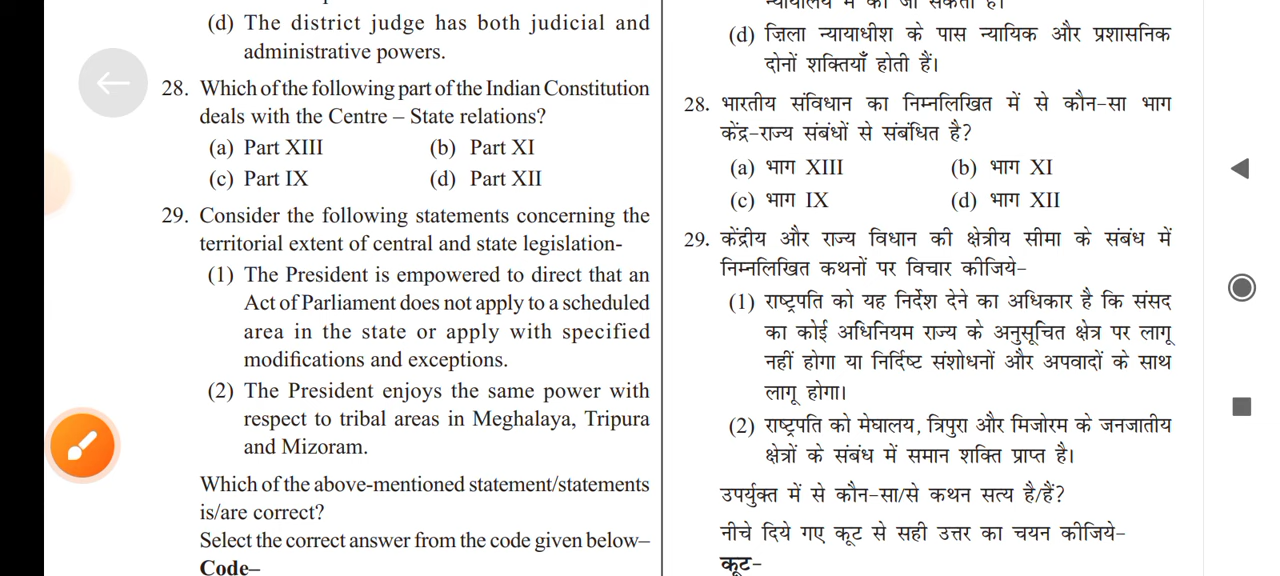 (d) The district judge has both judicial and
administrative powers.
28. Which of the following part of the Indian Constitution
deals with the Centre – State relations?
(a) Part XIII (b) Part XI
(c) Part IX (d) Part XII
29. Consider the following statements concerning the
territorial extent of central and state legislation-
(1) The President is empowered to direct that an
Act of Parliament does not apply to a scheduled
area in the state or apply with specified
modifications and exceptions.
(2) The President enjoys the same power with
respect to tribal areas in Meghalaya, Tripura
and Mizoram.
Which of the above-mentioned statement/statements
is/are correct?
Select the correct answer from the code given below–
Code–
(d) जिला न्यायाधीश के पास न्यायिक और प्रशासनिक
दोनों शक्तियाँ होती हैं।
28. भारतीय संविधान का निम्नलिखित में से कौन-सा भाग
केंद्र-राज्य संबंधों से संबंधित है?
(a) भाग XIII (b) भाग XI
(c) भाग IX (d) भाग XII
29. केंद्रीय और राज्य विधान की क्षेत्रीय सीमा के संबंध में
निम्नलिखित कथनों पर विचार कीजिये-
(1) राष्ट्रपति को यह निर्देश देने का अधिकार है कि संसद
का कोई अधिनियम राज्य के अनुसूचित क्षेत्र पर लागू
नहीं होगा या निर्दिष्ट संशोधनों और अपवादों के साथ
लागू होगा।
(2) राष्ट्रपति को मेघालय, त्रिपुरा और मिजोरम के जनजातीय
क्षेत्रों के संबंध में समान शक्ति प्राप्त है।
उपर्युक्त में से कौन-सा/से कथन सत्य है/हैं?
नीचे दिये गए कूट से सही उत्तर का चयन कीजिये-
कूट-